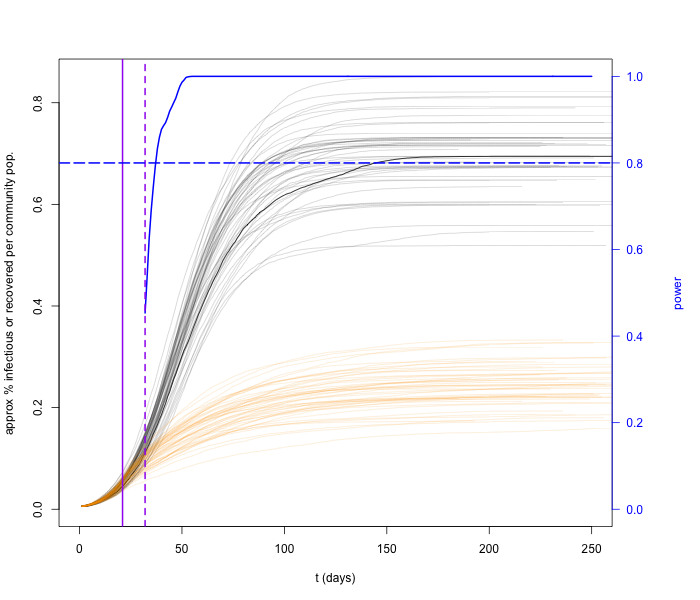 approx % infectious or recovered per community pop.
0.8
0.6
0.4
0.2
0.0
1.0
0.8
0.6
0.4
0.2
0.0
power
0 50 100 150 200 250
t (days)